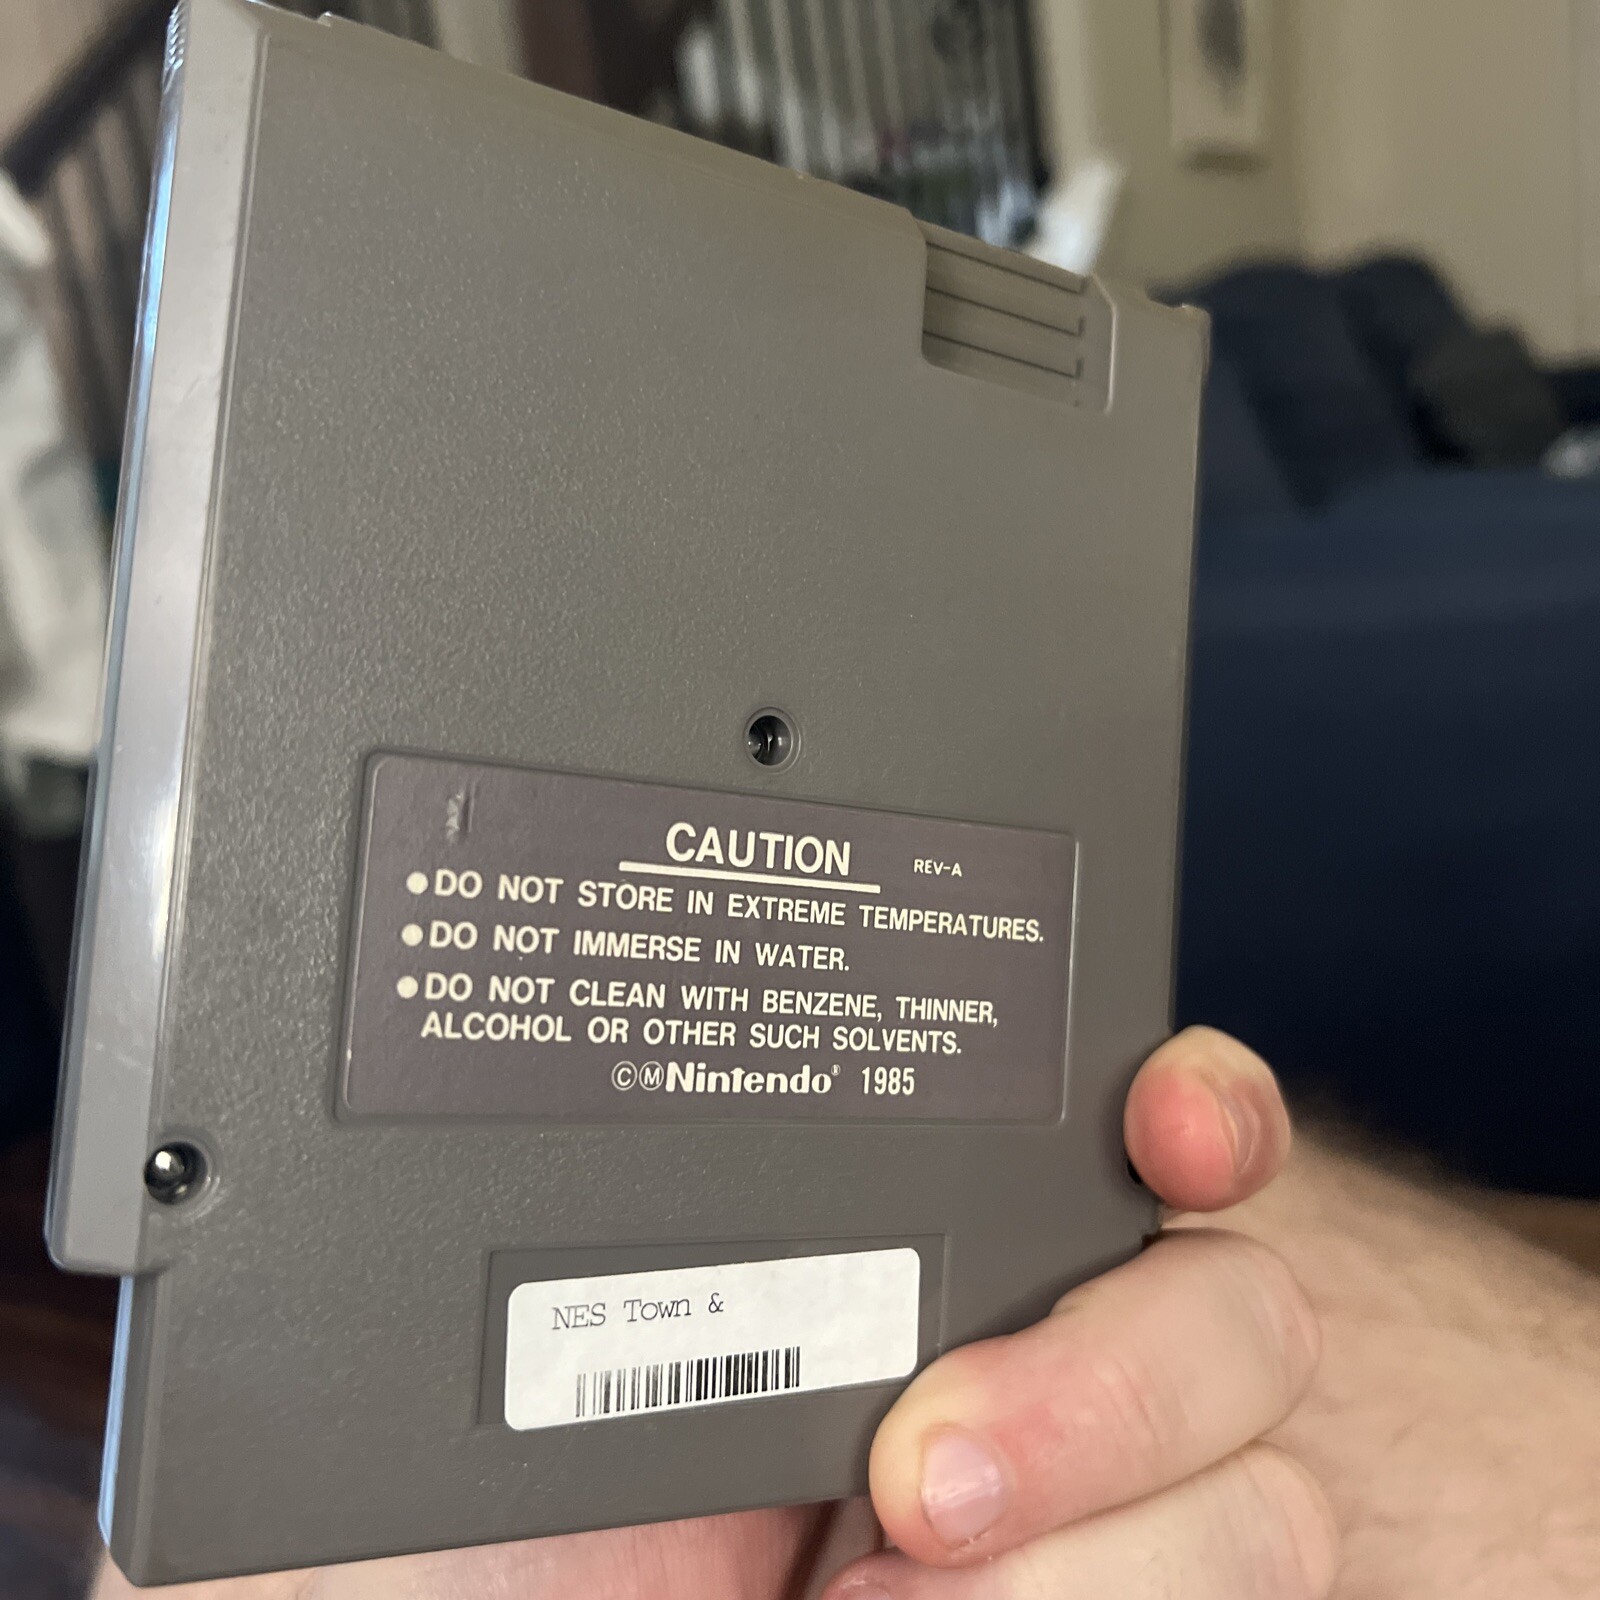 CAUTION REV-A
●DO NOT STORE IN EXTREME TEMPERATURES.
●DO NOT IMMERSE IN WATER.
●DO NOT CLEAN WITH BENZENE, THINNER,
ALCOHOL OR OTHER SUCH SOLVENTS.
©ⓂNintendo® 1985
NES Town &